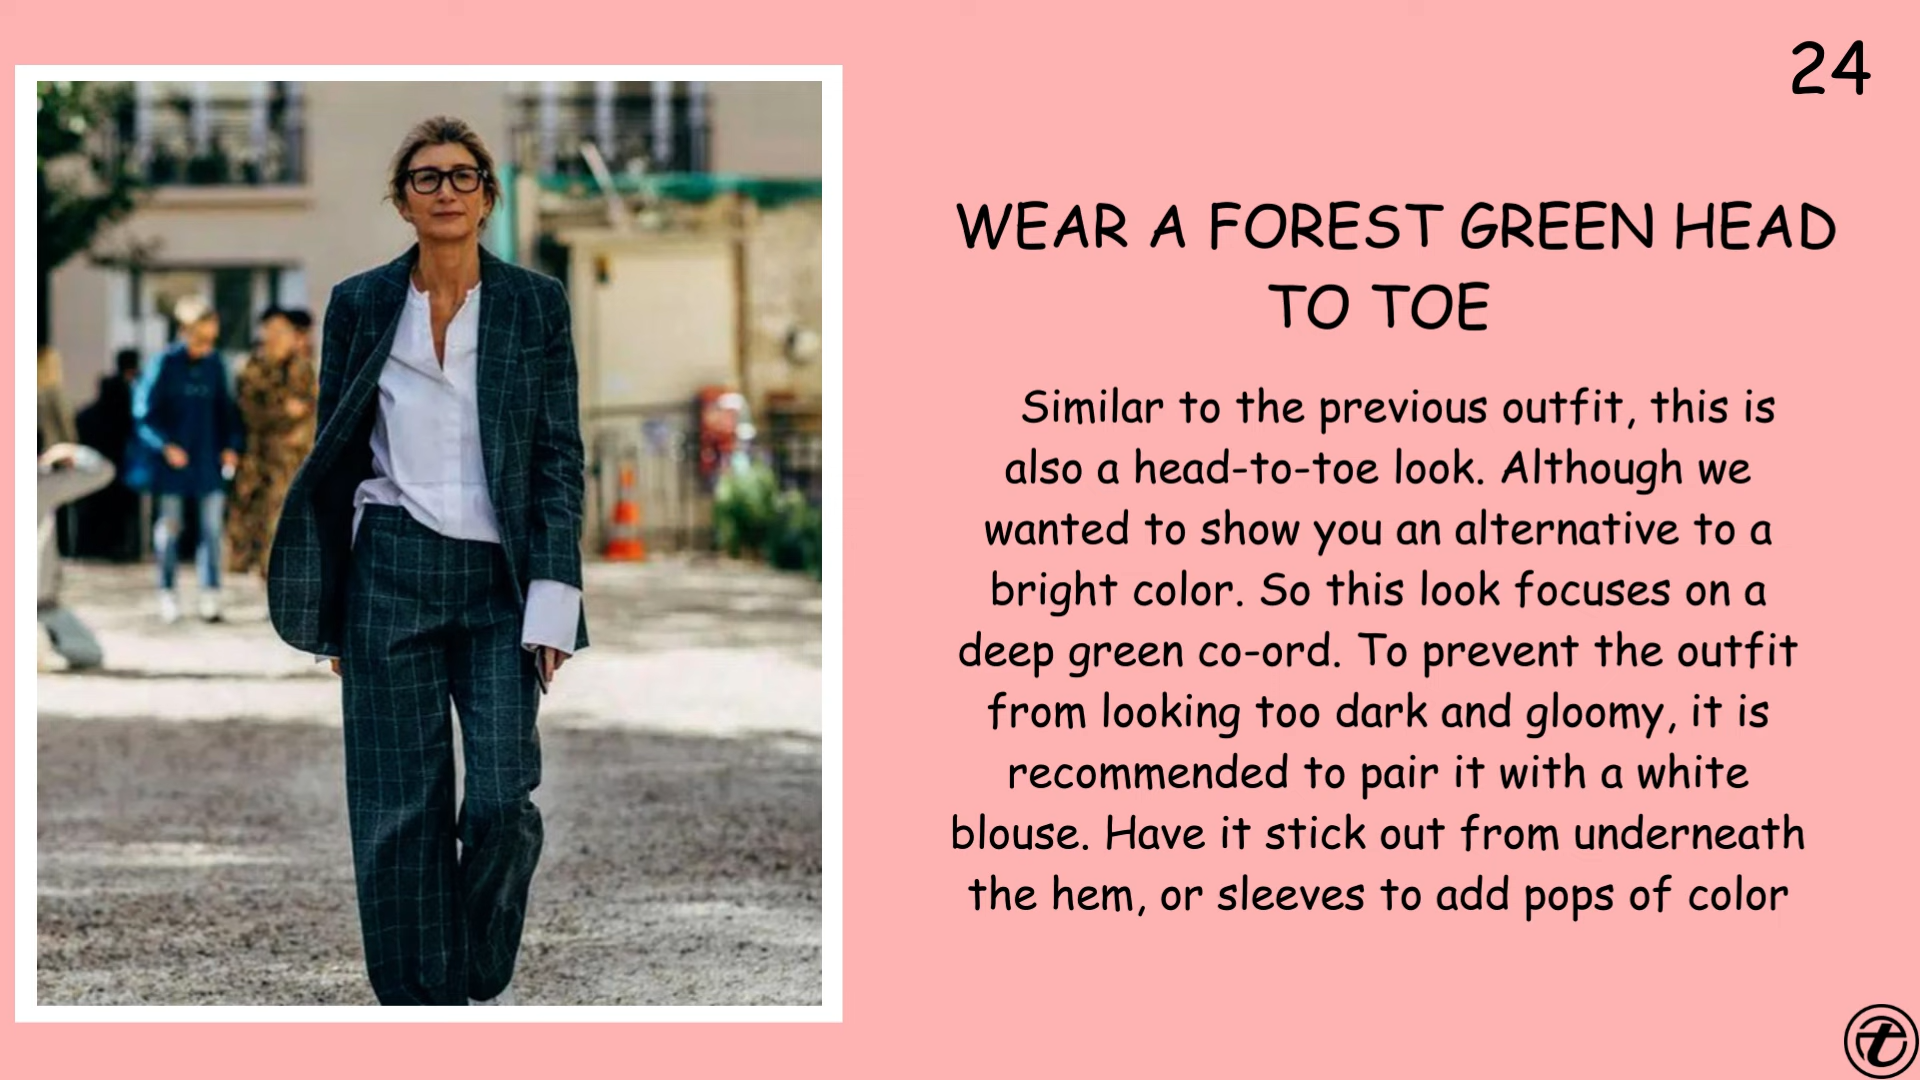 24
WEAR A FOREST GREEN HEAD
TO TOE
Similar to the previous outfit, this is
also a head-to-toe look. Although we
wanted to show you an alternative to a
bright color. So this look focuses on a
deep green co-ord. To prevent the outfit
from looking too dark and gloomy, it is
recommended to pair it with a white
blouse. Have it stick out from underneath
the hem, or sleeves to add pops of color
t